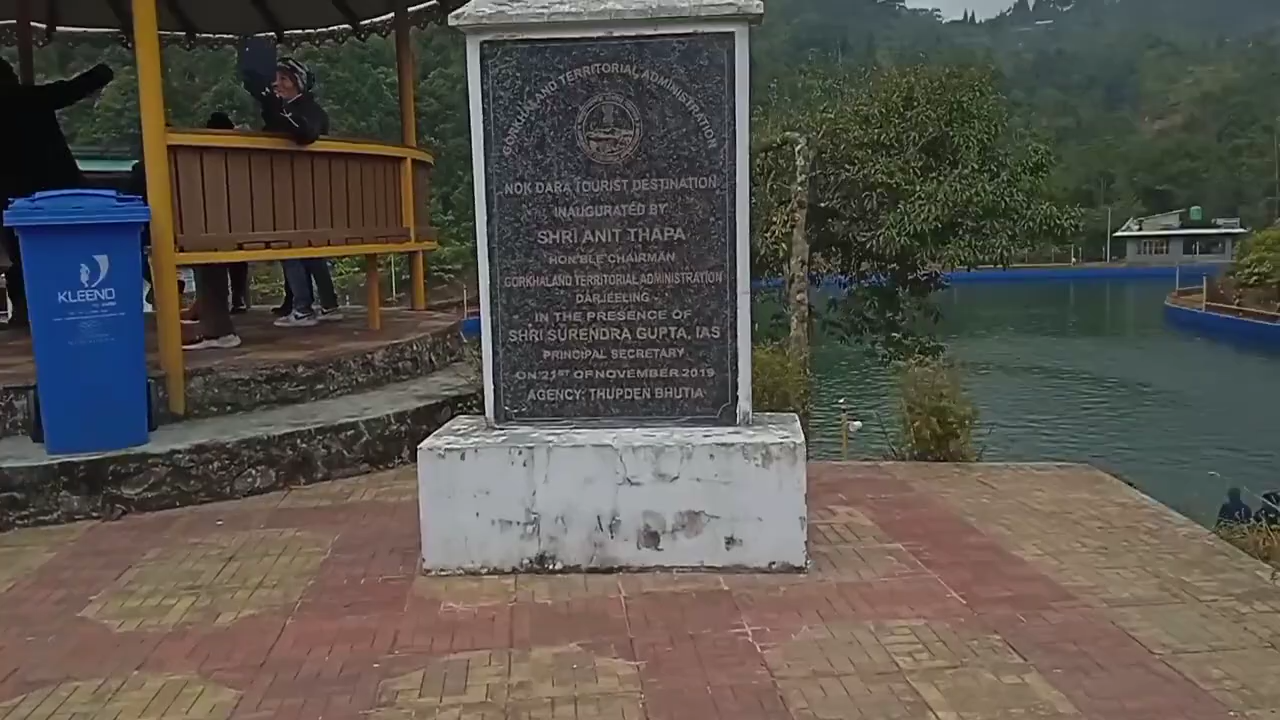 GORKHALAND TERRITORIAL ADMINISTRATION
NOK DARA TOURIST DESTINATION
INAUGURATED BY
SHRI ANIT THAPA
HON'BLE CHAIRMAN
GORKHALAND TERRITORIAL ADMINISTRATION
DARJEELING
IN THE PRESENCE OF
SHRI SURENDRA GUPTA, IAS
PRINCIPAL SECRETARY
ON 21ST OF NOVEMBER 2019
AGENCY: THUPDEN BHUTIA
KLEENO